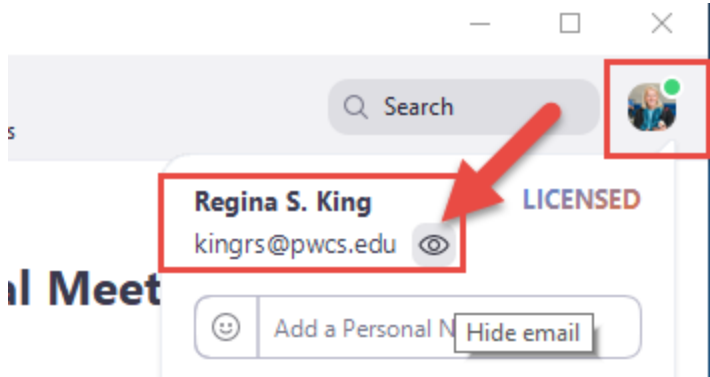 s
Search
Regina S. King
LICENSED
kingrs@pwcs.edu
al Meet
Add a Personal N
Hide email